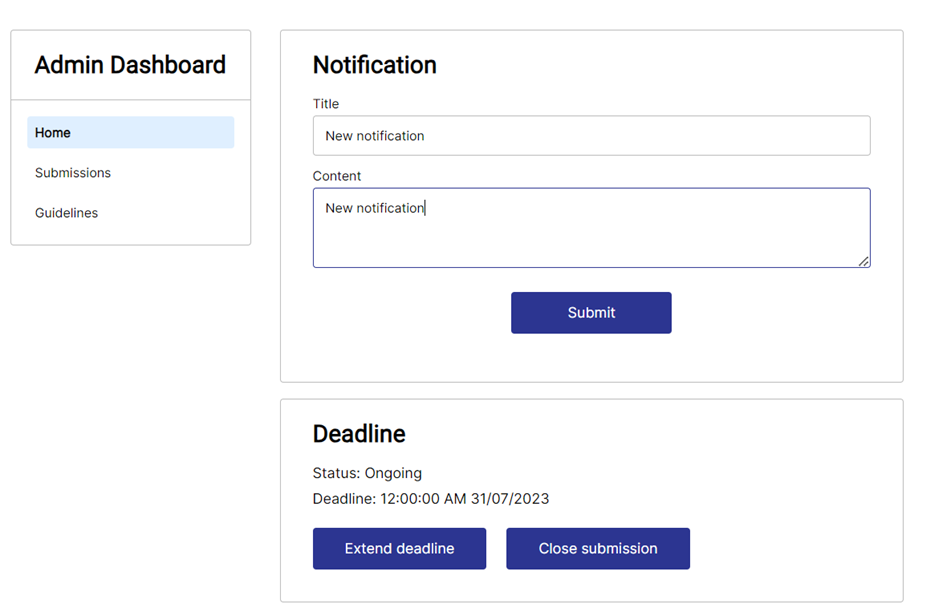 Admin Dashboard
Home
Submissions
Guidelines
Notification
Title
New notification
Content
New notification
Submit
Deadline
Status: Ongoing
Deadline: 12:00:00 AM 31/07/2023
Extend deadline
Close submission